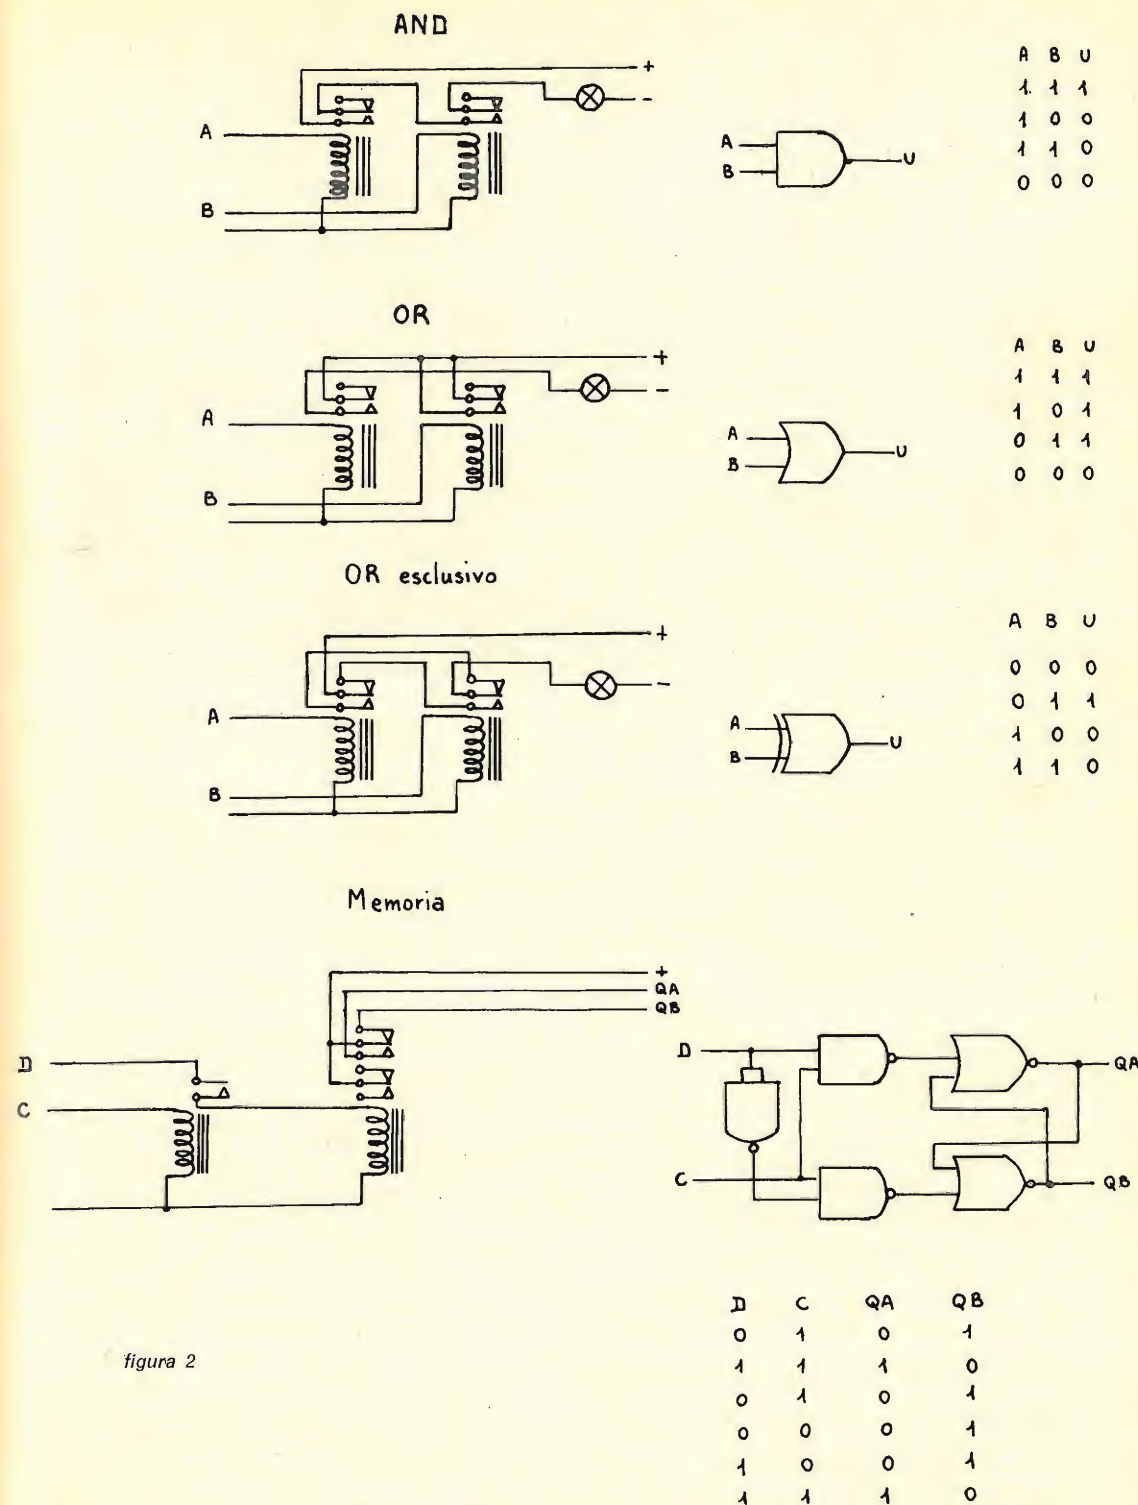 AND
+
-
A
B
A
B
U
A B U
1 1 1
1 0 0
1 1 0
0 0 0
OR
+
-
A
B
A
B
U
A B U
1 1 1
1 0 1
0 1 1
0 0 0
OR esclusivo
+
-
A
B
A
B
U
A B U
0 0 0
0 1 1
1 0 0
1 1 0
Memoria
+
QA
QB
D
C
D
C
QA
QB
D C QA QB
0 1 0 1
1 1 1 0
0 1 0 1
0 0 0 1
1 0 0 1
1 1 1 0
figura 2